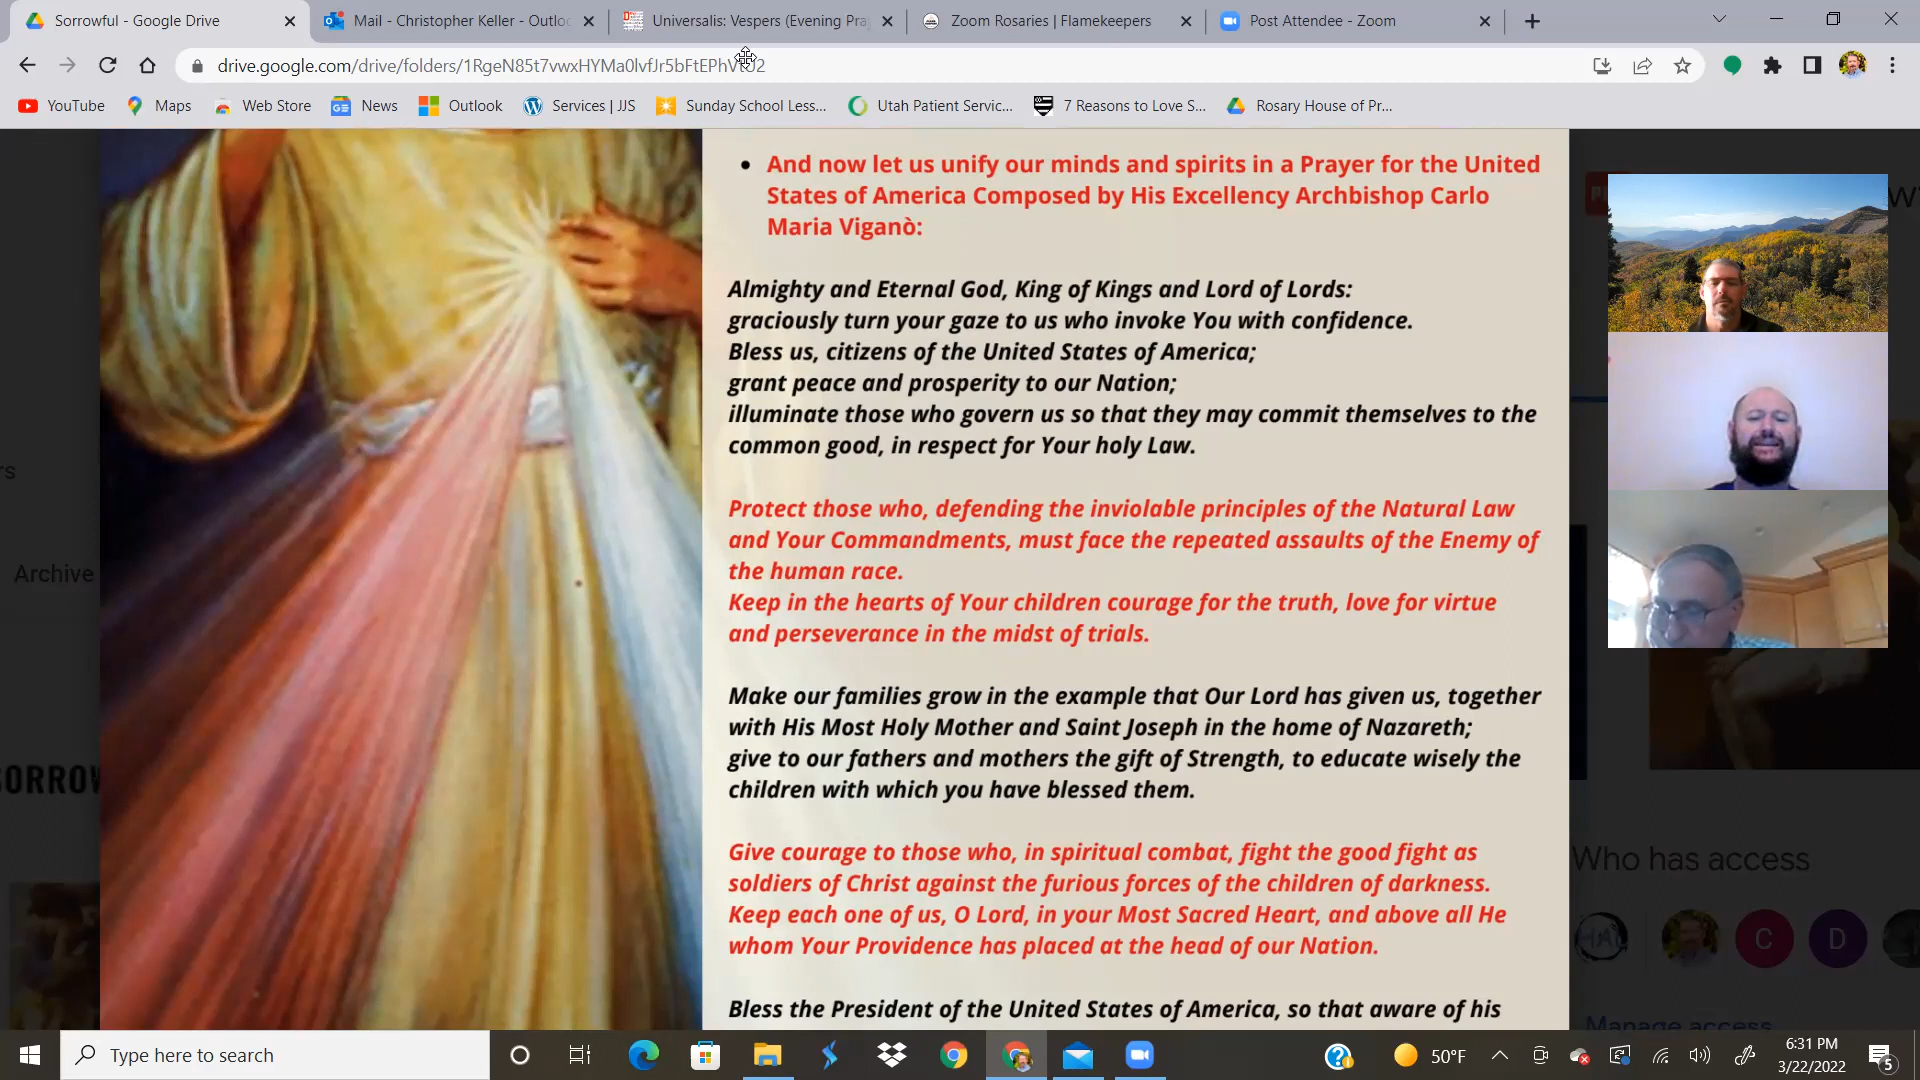 Sorrowful - Google Drive
Mail - Christopher Keller - Outloo
Universalis: Vespers (Evening Pra
Zoom Rosaries | Flamekeepers
Post Attendee - Zoom
YouTube
Maps
Web Store
News
Outlook
Services | JJS
Sunday School Less...
Utah Patient Servic...
7 Reasons to Love S...
Rosary House of Pr...
• And now let us unify our minds and spirits in a Prayer for the United
States of America Composed by His Excellency Archbishop Carlo
Maria Viganò:
Almighty and Eternal God, King of Kings and Lord of Lords:
graciously turn your gaze to us who invoke You with confidence.
Bless us, citizens of the United States of America;
grant peace and prosperity to our Nation;
illuminate those who govern us so that they may commit themselves to the
common good, in respect for Your holy Law.
Protect those who, defending the inviolable principles of the Natural Law
and Your Commandments, must face the repeated assaults of the Enemy of
the human race.
Keep in the hearts of Your children courage for the truth, love for virtue
and perseverance in the midst of trials.
Make our families grow in the example that Our Lord has given us, together
with His Most Holy Mother and Saint Joseph in the home of Nazareth;
give to our fathers and mothers the gift of Strength, to educate wisely the
children with which you have blessed them.
Give courage to those who, in spiritual combat, fight the good fight as
soldiers of Christ against the furious forces of the children of darkness.
Keep each one of us, O Lord, in your Most Sacred Heart, and above all He
whom Your Providence has placed at the head of our Nation.
Bless the President of the United States of America, so that aware of his
rs
Archive
SORROW
Who has access
C
D
Manage access
Type here to search
50°F
6:31 PM
3/22/2022
5